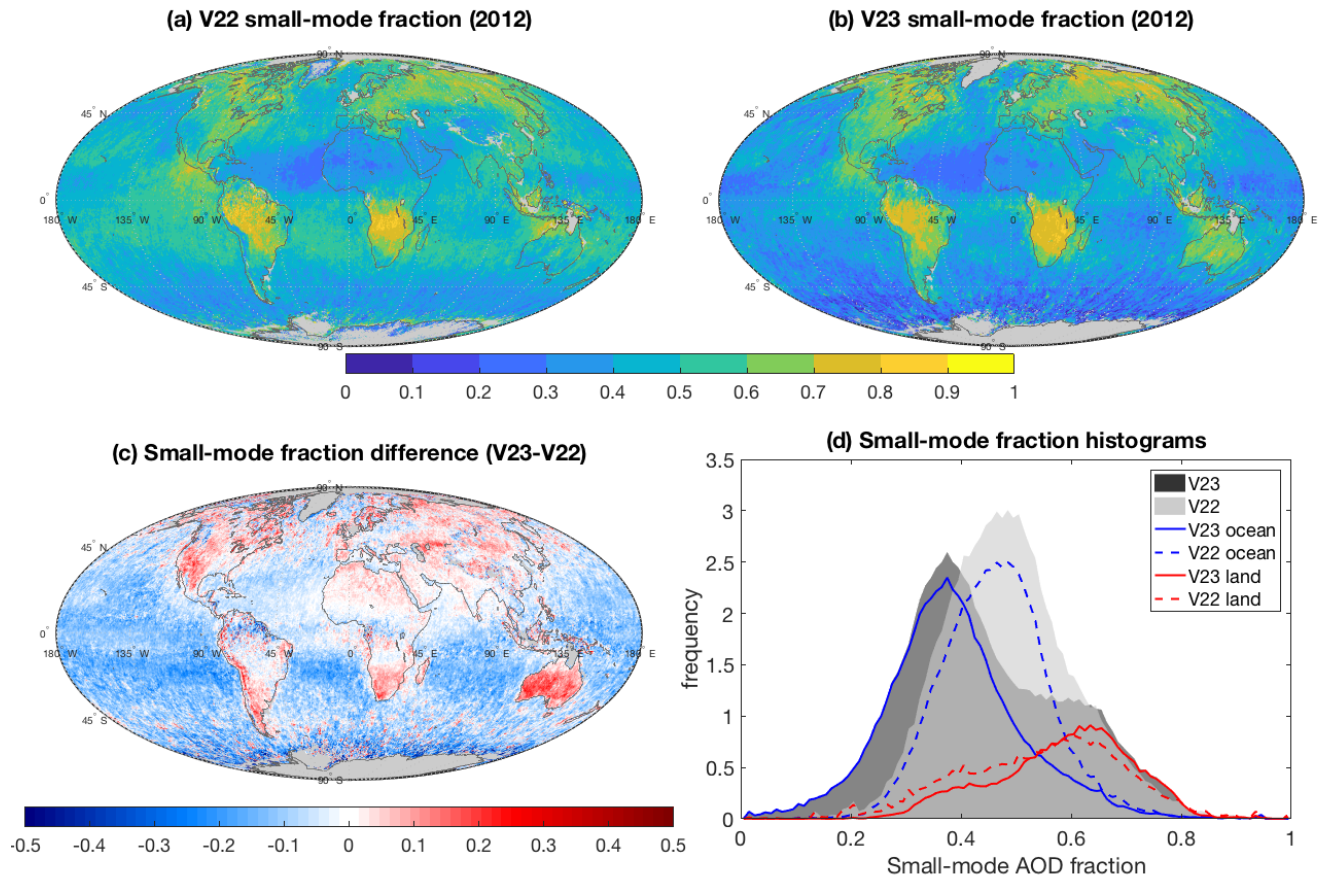 (a) V22 small-mode fraction (2012)
90° N
45° N
0°
180° W 135° W 90° W 45° W 0 45° E 90° E 135° E 180° E
45° S
90° S
(b) V23 small-mode fraction (2012)
90° N
45° N
0°
180° W 135° W 90° W 45° W 0 45° E 90° E 135° E 180° E
45° S
90° S
0 0.1 0.2 0.3 0.4 0.5 0.6 0.7 0.8 0.9 1
(c) Small-mode fraction difference (V23-V22)
90° N
45° N
0°
180° W 135° W 90° W 45° W 0 45° E 90° E 135° E 180° E
45° S
90° S
-0.5 -0.4 -0.3 -0.2 -0.1 0 0.1 0.2 0.3 0.4 0.5
(d) Small-mode fraction histograms
3.5
3
2.5
2
1.5
1
0.5
0
frequency
V23
V22
V23 ocean
V22 ocean
V23 land
V22 land
0 0.2 0.4 0.6 0.8 1
Small-mode AOD fraction